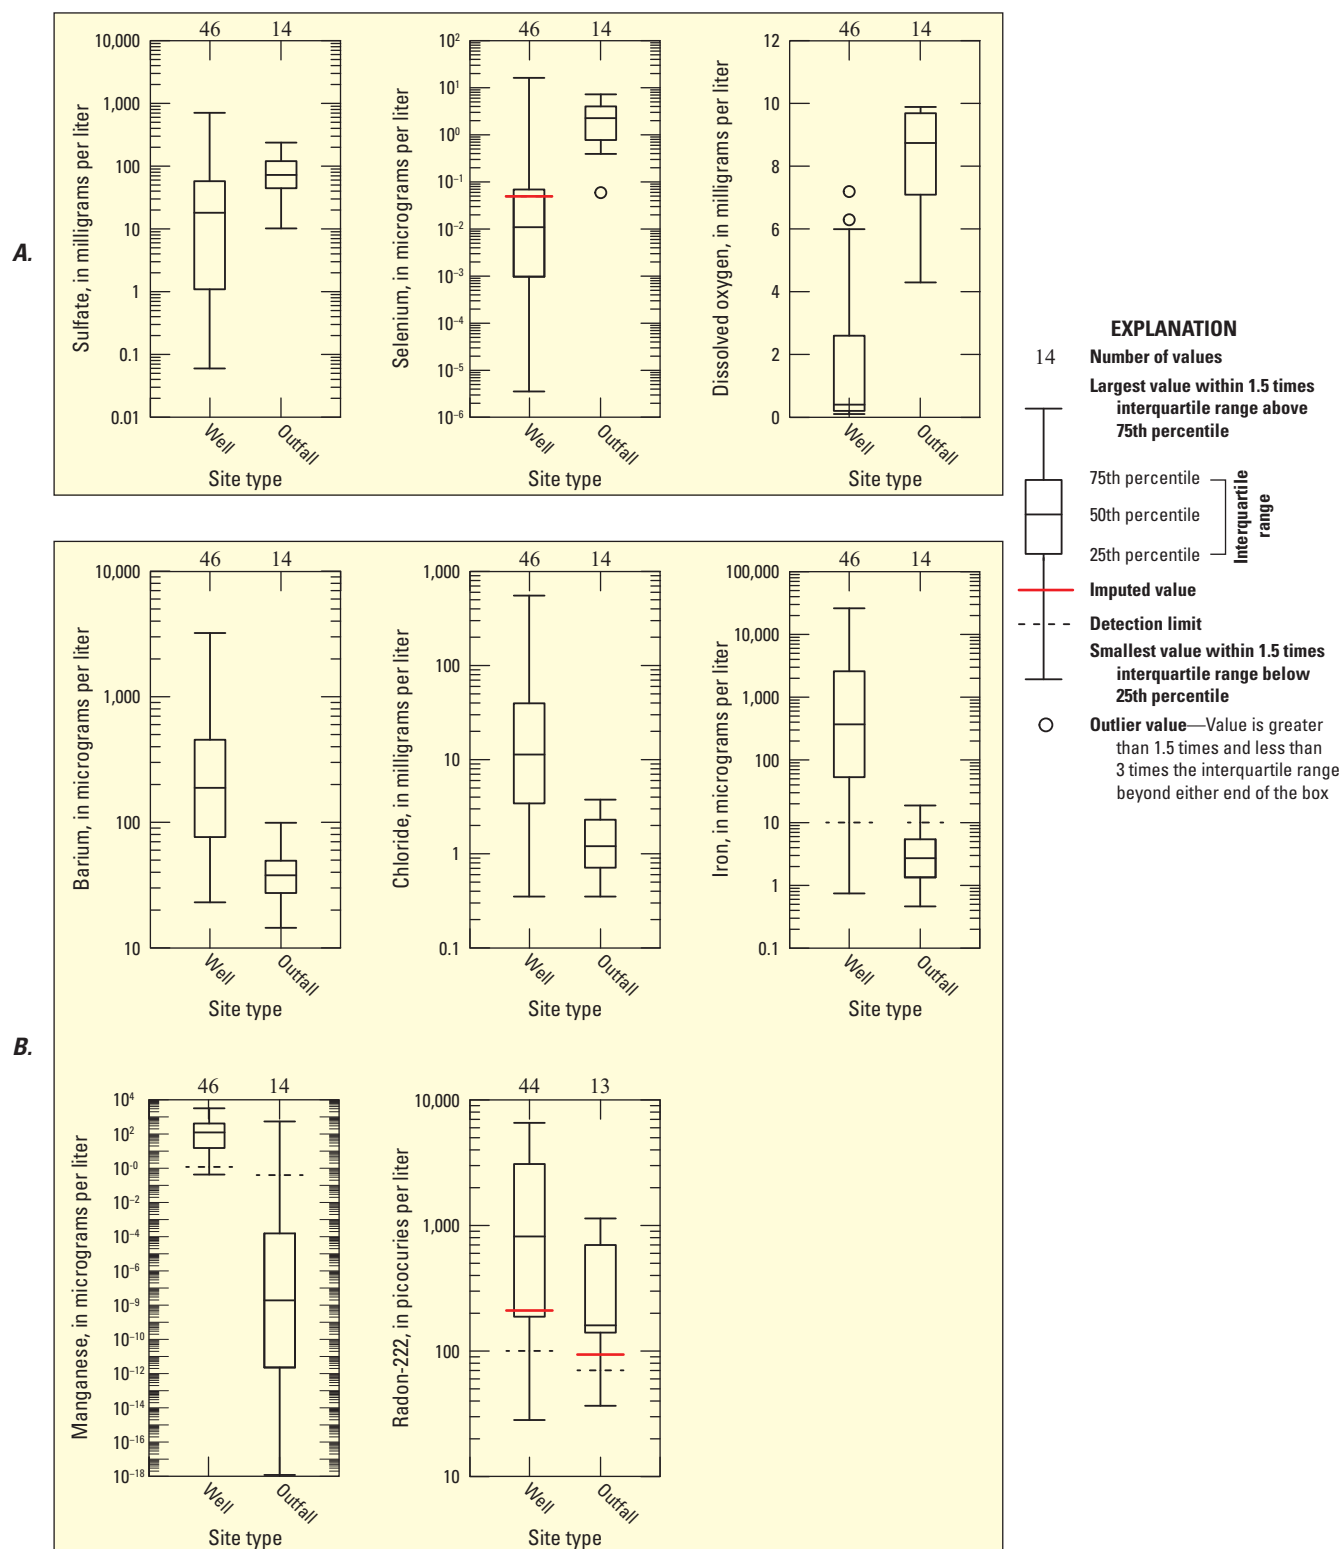 A.
46 14
10,000
1,000
100
10
1
0.1
0.01
Sulfate, in milligrams per liter
Well Outfall
Site type
46 14
10²
10¹
10⁰
10⁻¹
10⁻²
10⁻³
10⁻⁴
10⁻⁵
10⁻⁶
Selenium, in micrograms per liter
Well Outfall
Site type
46 14
12
10
8
6
4
2
0
Dissolved oxygen, in milligrams per liter
Well Outfall
Site type
B.
46 14
10,000
1,000
100
10
Barium, in micrograms per liter
Well Outfall
Site type
46 14
1,000
100
10
1
0.1
Chloride, in milligrams per liter
Well Outfall
Site type
46 14
100,000
10,000
1,000
100
10
1
0.1
Iron, in micrograms per liter
Well Outfall
Site type
46 14
10⁴
10²
10⁻⁰
10⁻²
10⁻⁴
10⁻⁶
10⁻⁹
10⁻¹⁰
10⁻¹²
10⁻¹⁴
10⁻¹⁶
10⁻¹⁸
Manganese, in micrograms per liter
Well Outfall
Site type
44 13
10,000
1,000
100
10
Radon-222, in picocuries per liter
Well Outfall
Site type
EXPLANATION
14 Number of values
Largest value within 1.5 times
interquartile range above
75th percentile
75th percentile
50th percentile
25th percentile
Interquartile
range
Imputed value
Detection limit
Smallest value within 1.5 times
interquartile range below
25th percentile
Outlier value—Value is greater
than 1.5 times and less than
3 times the interquartile range
beyond either end of the box